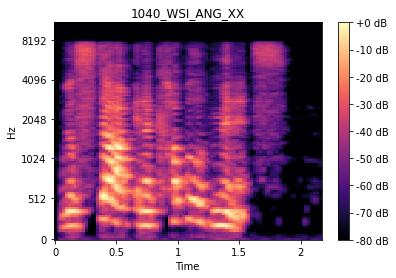 1040_WSI_ANG_XX
8192
4096
2048
1024
512
0
Hz
0
0.5
1
1.5
2
Time
+0 dB
-10 dB
-20 dB
-30 dB
-40 dB
-50 dB
-60 dB
-70 dB
-80 dB